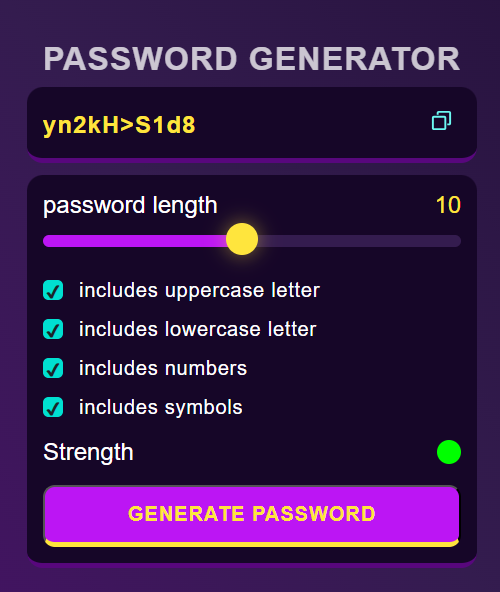 PASSWORD GENERATOR
yn2kH>S1d8
password length 10
includes uppercase letter
includes lowercase letter
includes numbers
includes symbols
Strength
GENERATE PASSWORD